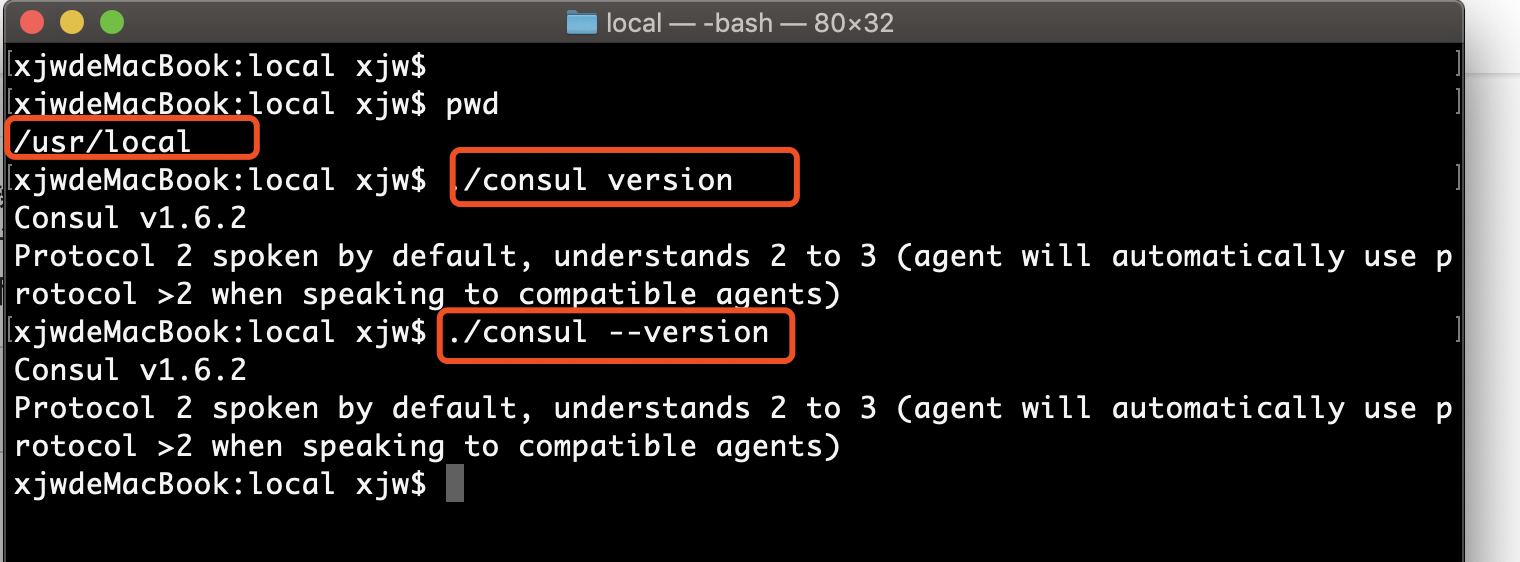 local — -bash — 80×32
xjwdeMacBook:local xjw$
xjwdeMacBook:local xjw$ pwd
/usr/local
xjwdeMacBook:local xjw$ ./consul version
Consul v1.6.2
Protocol 2 spoken by default, understands 2 to 3 (agent will automatically use p
rotocol >2 when speaking to compatible agents)
xjwdeMacBook:local xjw$ ./consul --version
Consul v1.6.2
Protocol 2 spoken by default, understands 2 to 3 (agent will automatically use p
rotocol >2 when speaking to compatible agents)
xjwdeMacBook:local xjw$